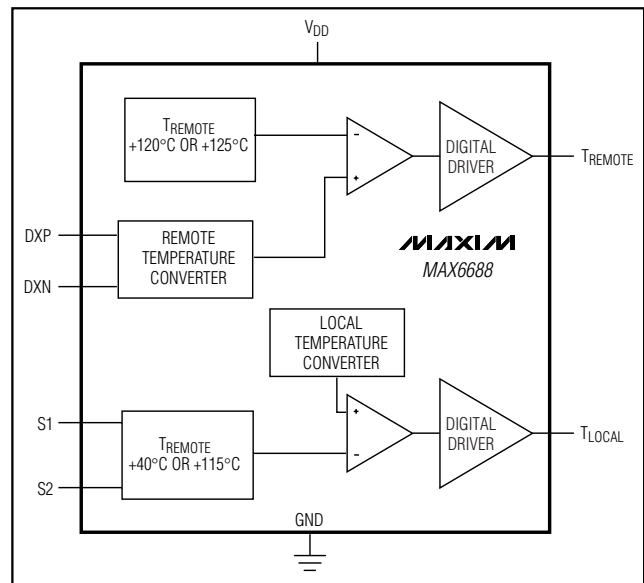 VDD
TREMOTE
+120°C OR +125°C
-
+
DIGITAL
DRIVER
TREMOTE
DXP
DXN
REMOTE
TEMPERATURE
CONVERTER
MAXIM
MAX6688
LOCAL
TEMPERATURE
CONVERTER
S1
S2
TREMOTE
+40°C OR +115°C
+
-
DIGITAL
DRIVER
TLOCAL
GND